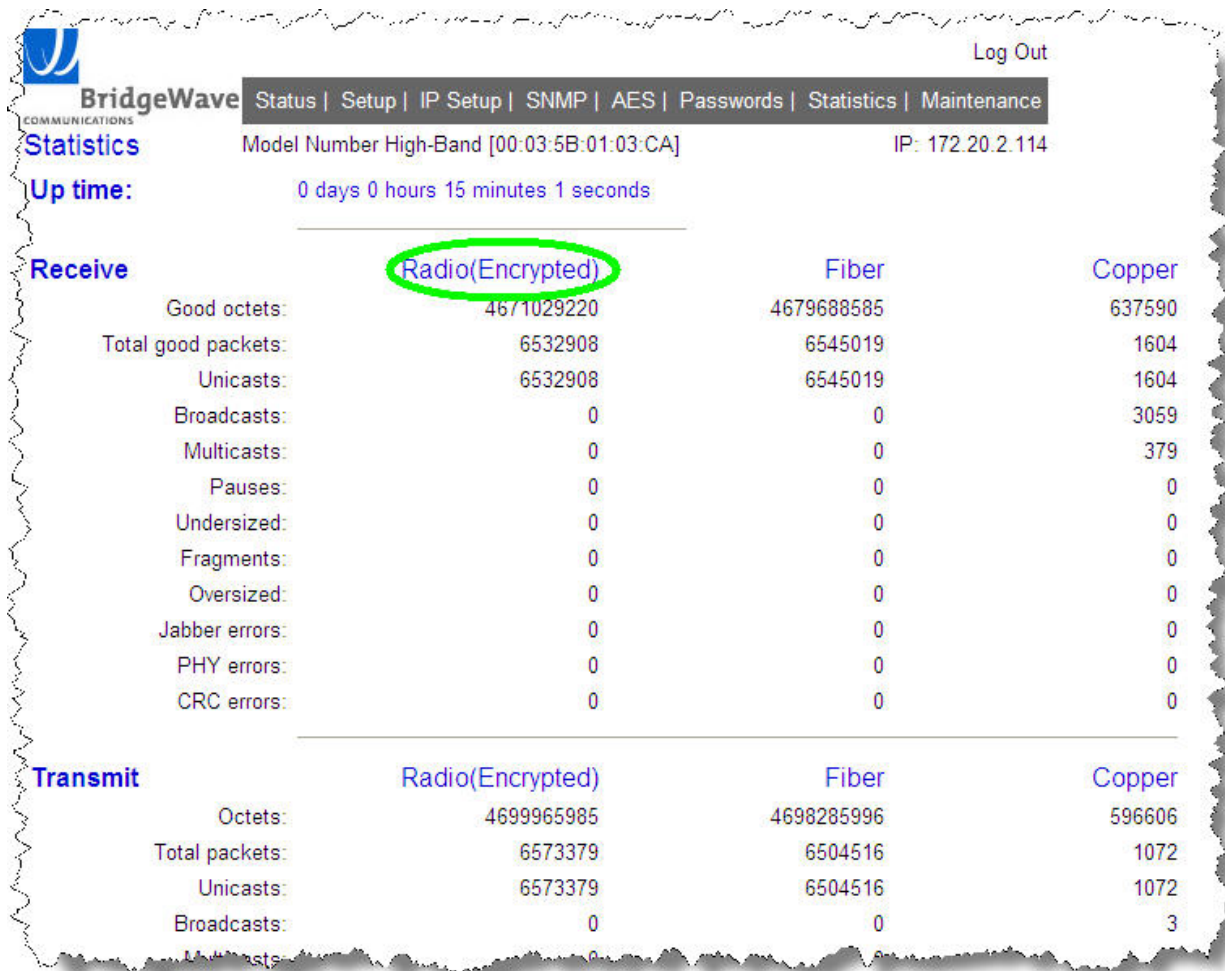 Log Out
BridgeWave
COMMUNICATIONS
Status | Setup | IP Setup | SNMP | AES | Passwords | Statistics | Maintenance
Statistics Model Number High-Band [00:03:5B:01:03:CA] IP: 172.20.2.114
Up time: 0 days 0 hours 15 minutes 1 seconds
Receive Radio(Encrypted) Fiber Copper
Good octets: 4671029220 4679688585 637590
Total good packets: 6532908 6545019 1604
Unicasts: 6532908 6545019 1604
Broadcasts: 0 0 3059
Multicasts: 0 0 379
Pauses: 0 0 0
Undersized: 0 0 0
Fragments: 0 0 0
Oversized: 0 0 0
Jabber errors: 0 0 0
PHY errors: 0 0 0
CRC errors: 0 0 0
Transmit Radio(Encrypted) Fiber Copper
Octets: 4699965985 4698285996 596606
Total packets: 6573379 6504516 1072
Unicasts: 6573379 6504516 1072
Broadcasts: 0 0 3